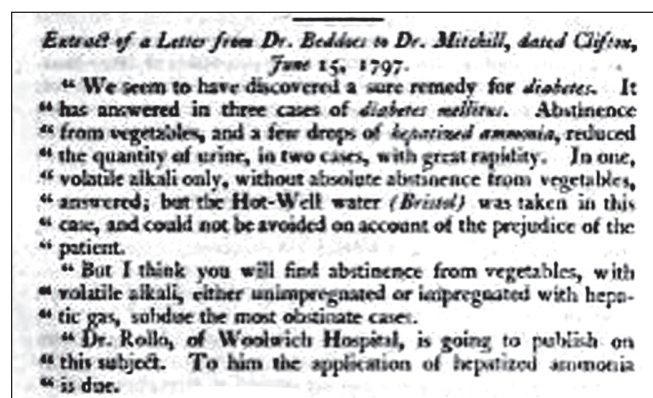 Extract of a Letter from Dr. Beddoes to Dr. Mitchill, dated Clifton,
June 15, 1797.
“ We seem to have discovered a sure remedy for diabetes. It
“ has answered in three cases of diabetes mellitus. Abstinence
“ from vegetables, and a few drops of hepatized ammonia, reduced
“ the quantity of urine, in two cases, with great rapidity. In one,
“ volatile alkali only, without absolute abstinence from vegetables,
“ answered; but the Hot-Well water (Bristol) was taken in this
“ case, and could not be avoided on account of the prejudice of the
“ patient.
“ But I think you will find abstinence from vegetables, with
“ volatile alkali, either unimpregnated or impregnated with hepa-
“ tic gas, subdue the most obstinate cases.
“ Dr. Rollo, of Woolwich Hospital, is going to publish on
“ this subject. To him the application of hepatized ammonia
“ is due.